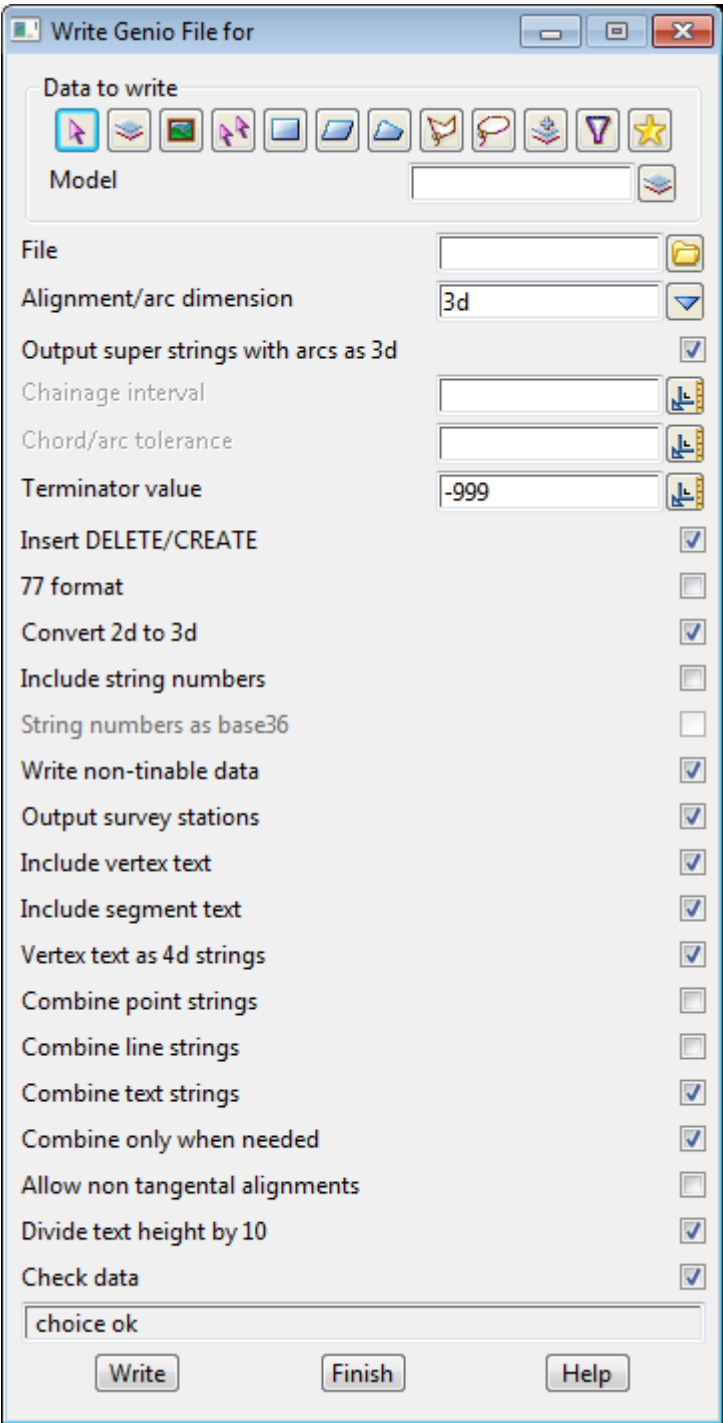 Write Genio File for
Data to write
Model
File
Alignment/arc dimension 3d
Output super strings with arcs as 3d
Chainage interval
Chord/arc tolerance
Terminator value -999
Insert DELETE/CREATE
77 format
Convert 2d to 3d
Include string numbers
String numbers as base36
Write non-tinable data
Output survey stations
Include vertex text
Include segment text
Vertex text as 4d strings
Combine point strings
Combine line strings
Combine text strings
Combine only when needed
Allow non tangental alignments
Divide text height by 10
Check data
choice ok
Write Finish Help